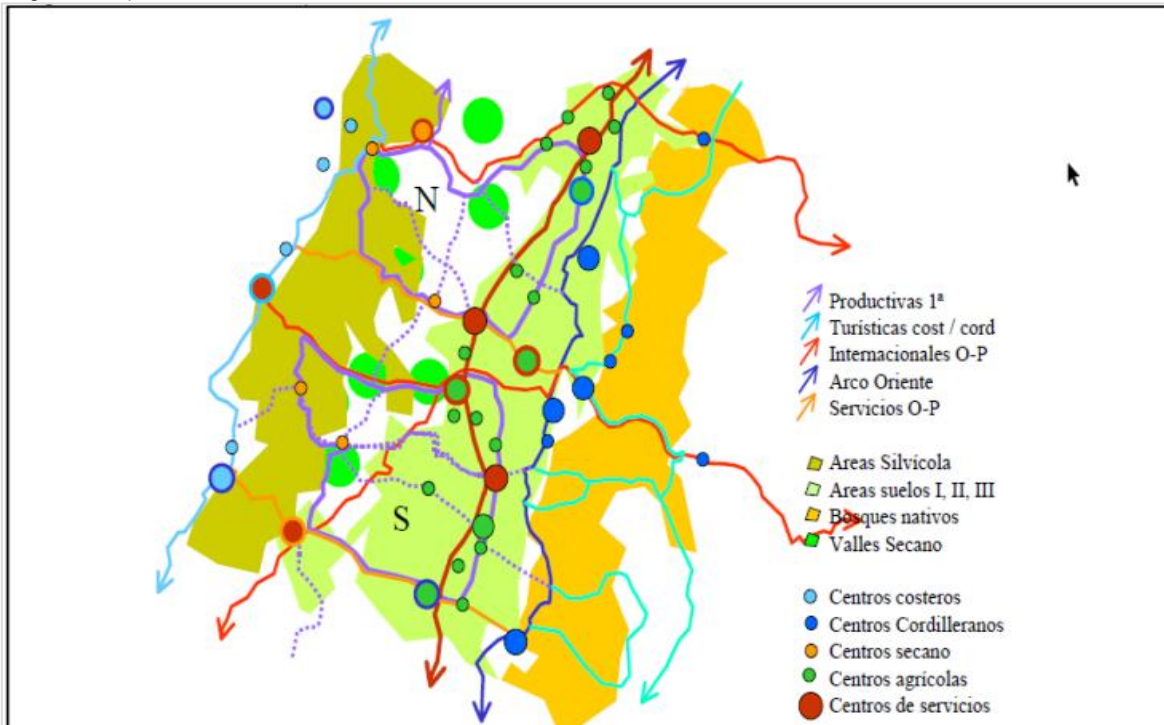 N
S
Productivas 1ª
Turísticas cost / cord
Internacionales O-P
Arco Oriente
Servicios O-P
Areas Silvícola
Areas suelos I, II, III
Bosques nativos
Valles Secano
Centros costeros
Centros Cordilleranos
Centros secano
Centros agrícolas
Centros de servicios